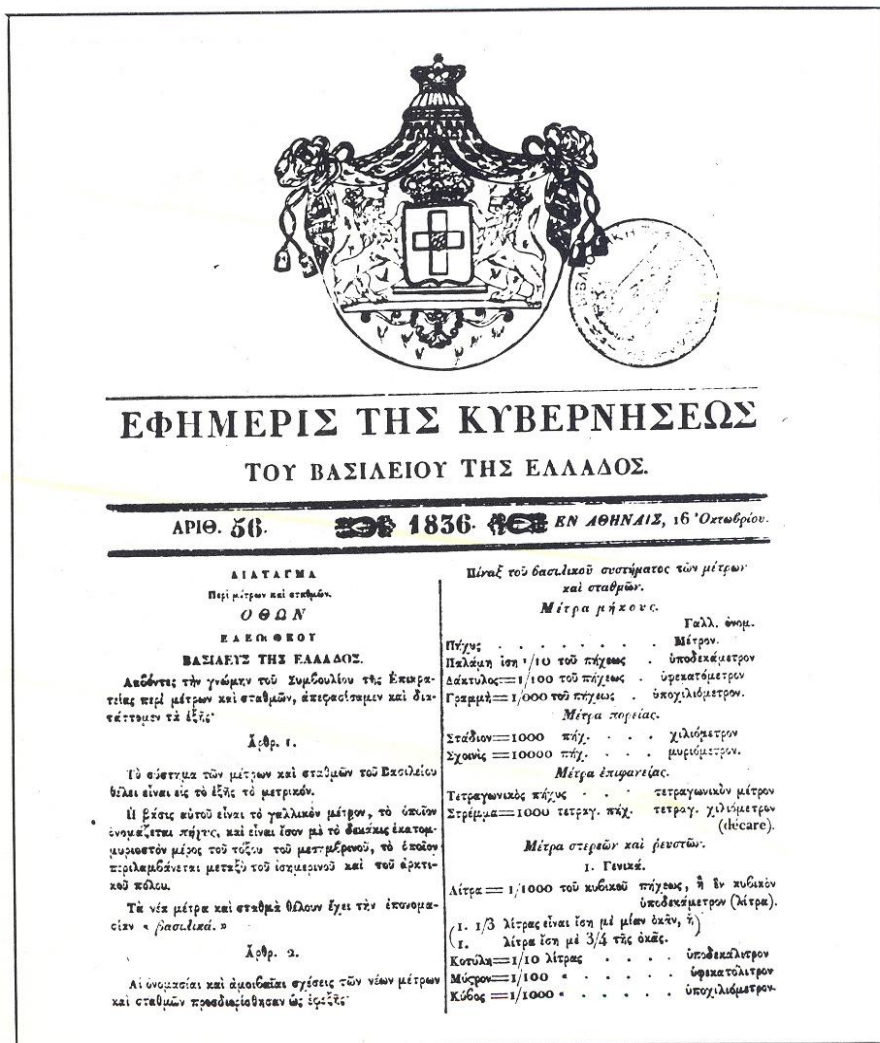 ΕΦΗΜΕΡΙΣ ΤΗΣ ΚΥΒΕΡΝΗΣΕΩΣ
ΤΟΥ ΒΑΣΙΛΕΙΟΥ ΤΗΣ ΕΛΛΑΔΟΣ.
ΑΡΙΘ. 56. 1836. ΕΝ ΑΘΗΝΑΙΣ, 16 Ὀκτωβρίου.
ΔΙΑΤΑΓΜΑ
Περὶ μέτρων καὶ σταθμῶν.
ΟΘΩΝ
ΕΛΕΩ ΘΕΟΥ
ΒΑΣΙΛΕΥΣ ΤΗΣ ΕΛΛΑΔΟΣ.
Ἀκούοντες τὴν γνώμην τοῦ Συμβουλίου τῆς Ἐπικρα-
τείας περὶ μέτρων καὶ σταθμῶν, ἀπεφασίσαμεν καὶ δια-
τάττομεν τὰ ἑξῆς·
Ἄρθρ. 1.
Τὸ σύστημα τῶν μέτρων καὶ σταθμῶν τοῦ Βασιλείου
θέλει εἶναι εἰς τὸ ἑξῆς τὸ μετρικόν.
Ἡ βάσις αὐτοῦ εἶναι τὸ γαλλικὸν μέτρον, τὸ ὁποῖον
ὀνομάζεται πῆχυς, καὶ εἶναι ἴσον μὲ τὸ δεκάκις ἑκατομ-
μυριοστὸν μέρος τοῦ τόξου τοῦ μεσημβρινοῦ, τὸ ὁποῖον
περιλαμβάνεται μεταξὺ τοῦ ἰσημερινοῦ καὶ τοῦ ἀρκτι-
κοῦ πόλου.
Τὰ νέα μέτρα καὶ σταθμὰ θέλουν ἔχει τὴν ἐπονομα-
σίαν « βασιλικά. »
Ἄρθρ. 2.
Αἱ ὀνομασίαι καὶ ἀμοιβαῖαι σχέσεις τῶν νέων μέτρων
καὶ σταθμῶν προσδιορίσθησαν ὡς ἐφεξῆς·
Πίναξ τοῦ βασιλικοῦ συστήματος τῶν μέτρων
καὶ σταθμῶν.
Μέτρα μήκους.
Γαλλ. ὀνομ.
Πῆχυς . . . . . . . Μέτρον.
Παλάμη ἴση 1/10 τοῦ πήχεως . ὑποδεκάμετρον
Δάκτυλος=1/100 τοῦ πήχεως . ὑφεκατόμετρον
Γραμμὴ=1/000 τοῦ πήχεως . ὑποχιλιόμετρον.
Μέτρα πορείας.
Στάδιον=1000 πήχ. . . . χιλιόμετρον
Σχοινὶς=10000 πήχ. . . . μυριόμετρον.
Μέτρα ἐπιφανείας.
Τετραγωνικὸς πῆχυς . . . τετραγωνικὸν μέτρον
Στρέμμα=1000 τετραγ. πήχ. τετραγ. χιλιόμετρον
(décare).
Μέτρα στερεῶν καὶ ῥευστῶν.
1. Γενικά.
Λίτρα=1/1000 τοῦ κυβικοῦ πήχεως, ἢ ἓν κυβικὸν
ὑποδεκάμετρον (λίτρα).
(1. 1/3 λίτρας εἶναι ἴση μὲ μίαν ὀκᾶν, ἢ)
(1. λίτρα ἴση μὲ 3/4 τῆς ὀκᾶς.
Κοτύλη=1/10 λίτρας . . . . ὑποδεκάλιτρον
Μύστρον=1/100 « . . . . ὑφεκατόλιτρον
Κύβος=1/1000 « . . . . . ὑποχιλιόμετρον.